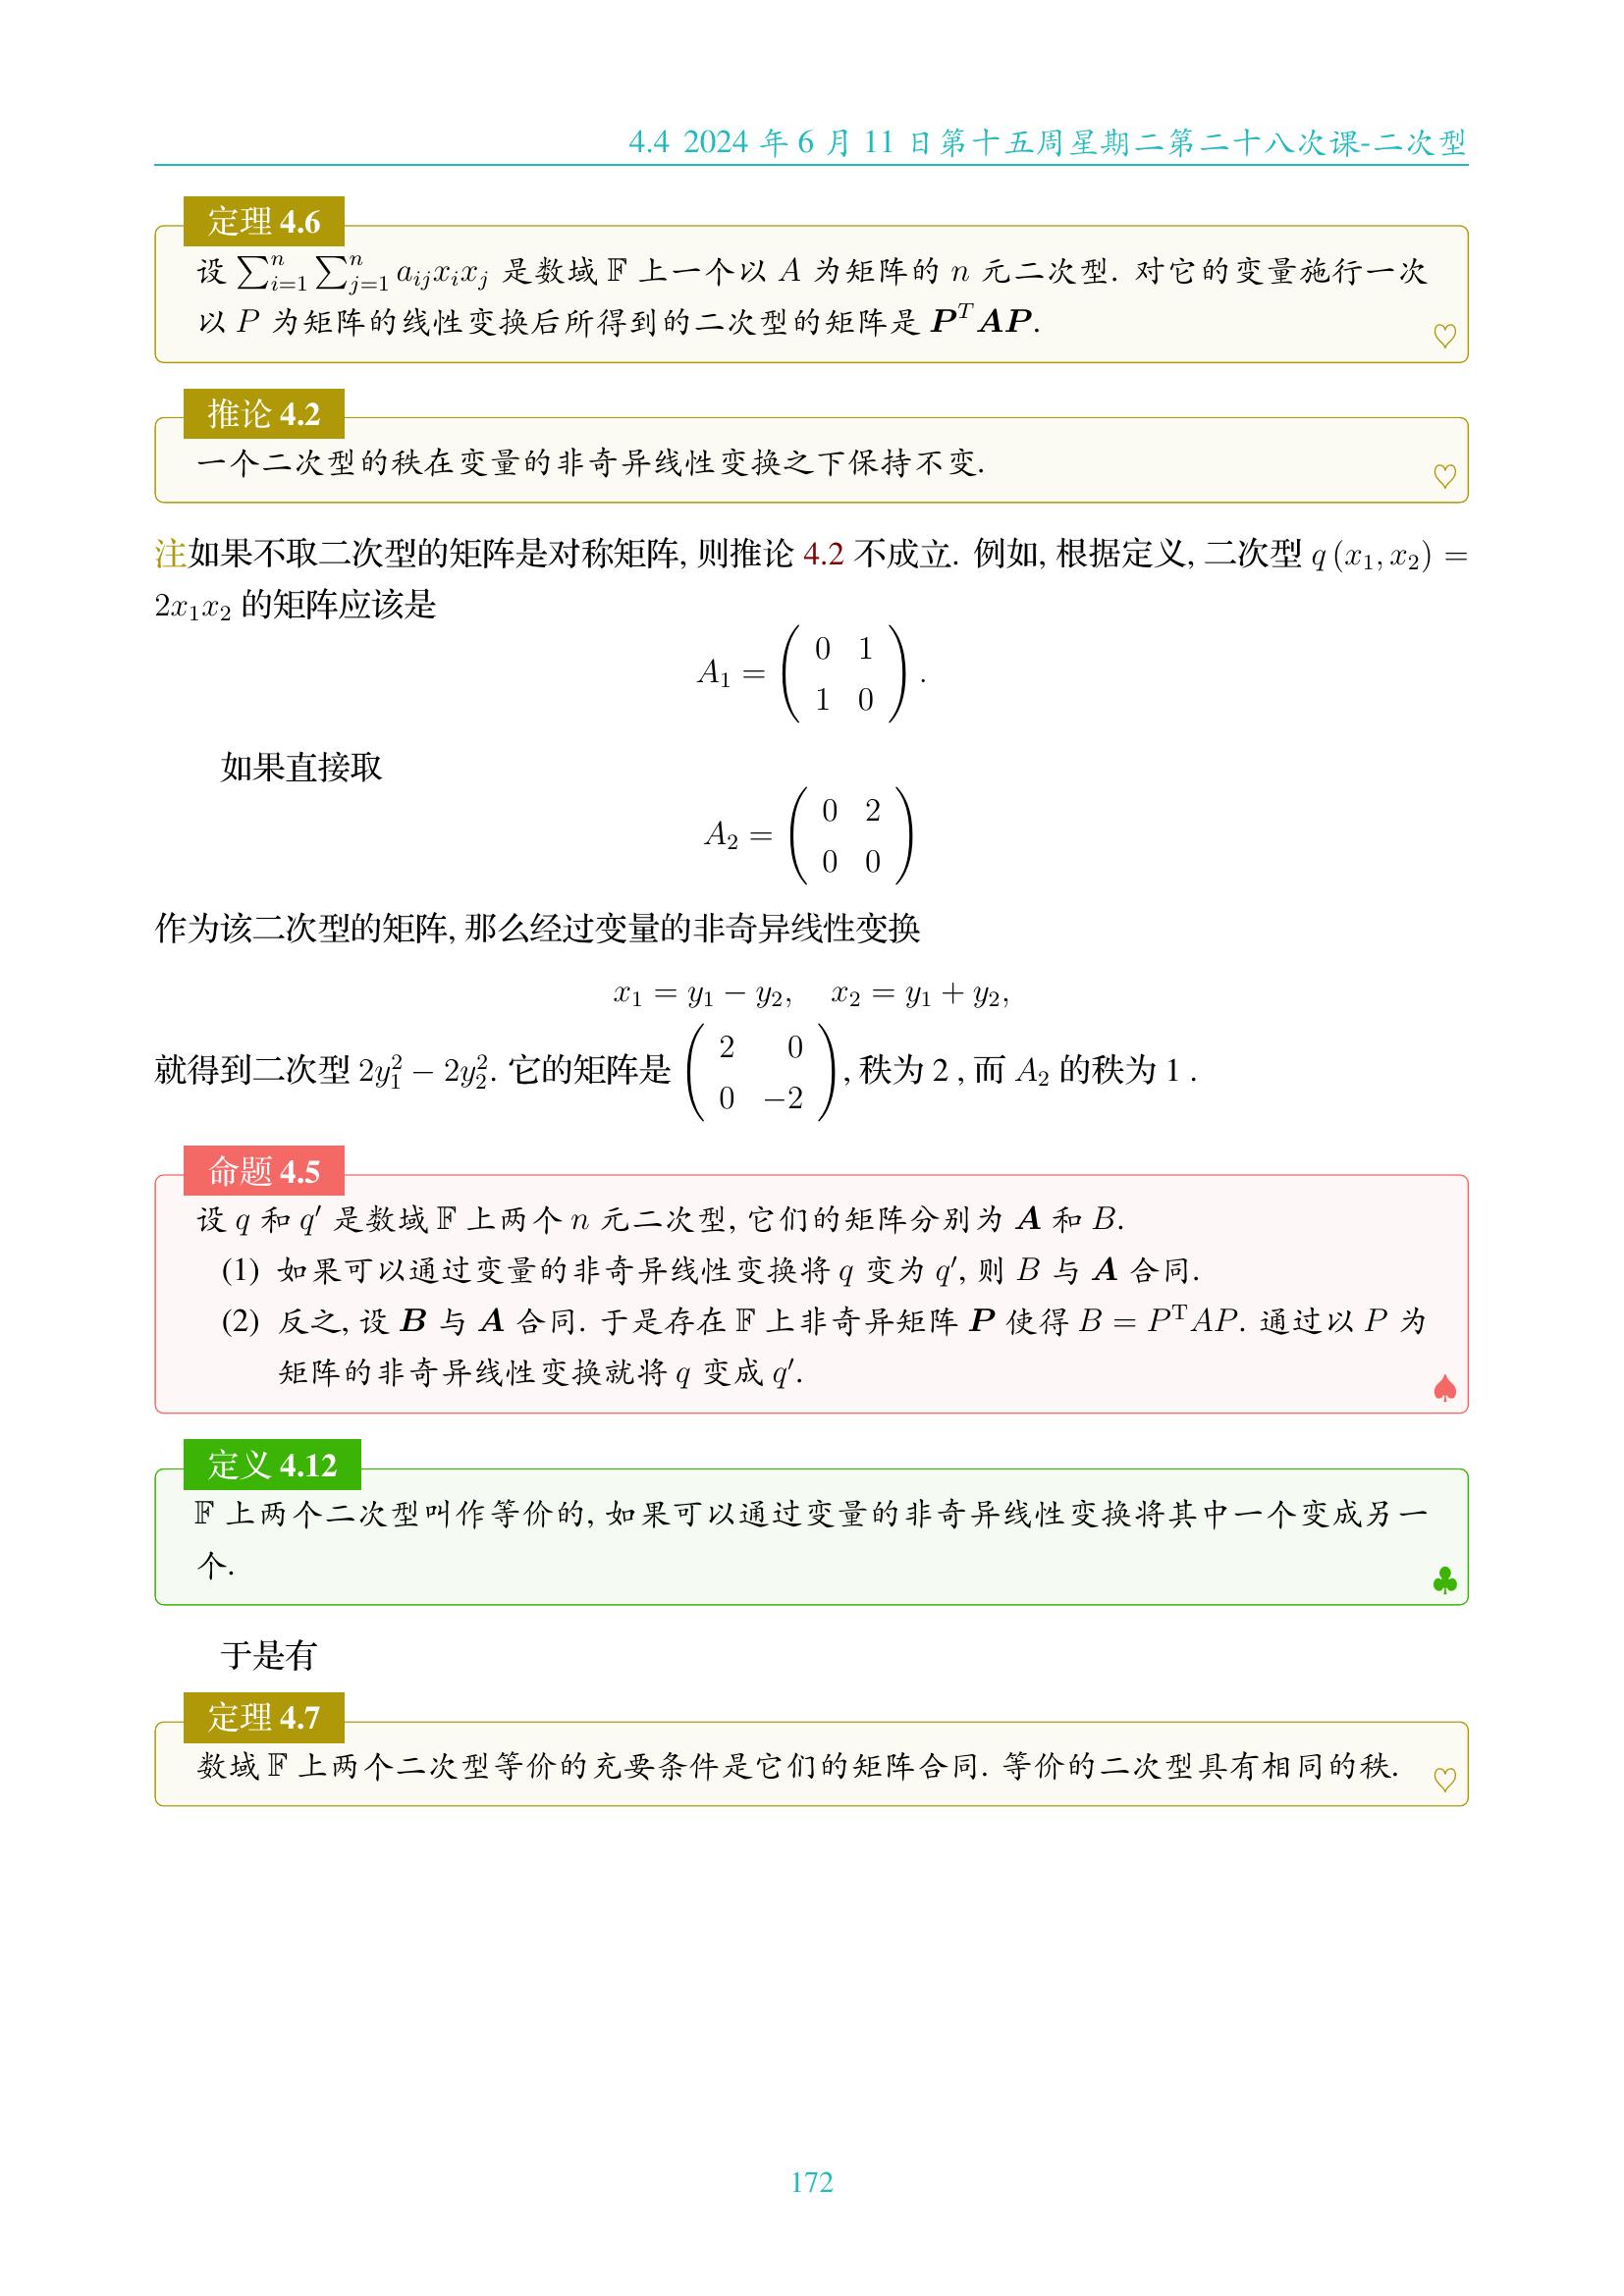 4.4 2024 年 6 月 11 日第十五周星期二第二十八次课-二次型
定理 4.6
设 $\sum_{i=1}^{n}\sum_{j=1}^{n} a_{ij}x_ix_j$ 是数域 $\mathbb{F}$ 上一个以 $A$ 为矩阵的 $n$ 元二次型. 对它的变量施行一次
以 $P$ 为矩阵的线性变换后所得到的二次型的矩阵是 $\boldsymbol{P}^T\boldsymbol{AP}$.
♡
推论 4.2
一个二次型的秩在变量的非奇异线性变换之下保持不变.
♡
注如果不取二次型的矩阵是对称矩阵, 则推论 4.2 不成立. 例如, 根据定义, 二次型 $q(x_1, x_2) =$
$2x_1x_2$ 的矩阵应该是
$A_1 = \begin{pmatrix} 0 & 1 \\ 1 & 0 \end{pmatrix}.$
如果直接取
$A_2 = \begin{pmatrix} 0 & 2 \\ 0 & 0 \end{pmatrix}$
作为该二次型的矩阵, 那么经过变量的非奇异线性变换
$x_1 = y_1 - y_2, \quad x_2 = y_1 + y_2,$
就得到二次型 $2y_1^2 - 2y_2^2$. 它的矩阵是 $\begin{pmatrix} 2 & 0 \\ 0 & -2 \end{pmatrix}$, 秩为 2 , 而 $A_2$ 的秩为 1 .
命题 4.5
设 $q$ 和 $q'$ 是数域 $\mathbb{F}$ 上两个 $n$ 元二次型, 它们的矩阵分别为 $\boldsymbol{A}$ 和 $B$.
(1) 如果可以通过变量的非奇异线性变换将 $q$ 变为 $q'$, 则 $B$ 与 $\boldsymbol{A}$ 合同.
(2) 反之, 设 $\boldsymbol{B}$ 与 $\boldsymbol{A}$ 合同. 于是存在 $\mathbb{F}$ 上非奇异矩阵 $\boldsymbol{P}$ 使得 $B = P^{\mathrm{T}}AP$. 通过以 $P$ 为
矩阵的非奇异线性变换就将 $q$ 变成 $q'$.
♠
定义 4.12
$\mathbb{F}$ 上两个二次型叫作等价的, 如果可以通过变量的非奇异线性变换将其中一个变成另一
个.
♣
于是有
定理 4.7
数域 $\mathbb{F}$ 上两个二次型等价的充要条件是它们的矩阵合同. 等价的二次型具有相同的秩.
♡
172